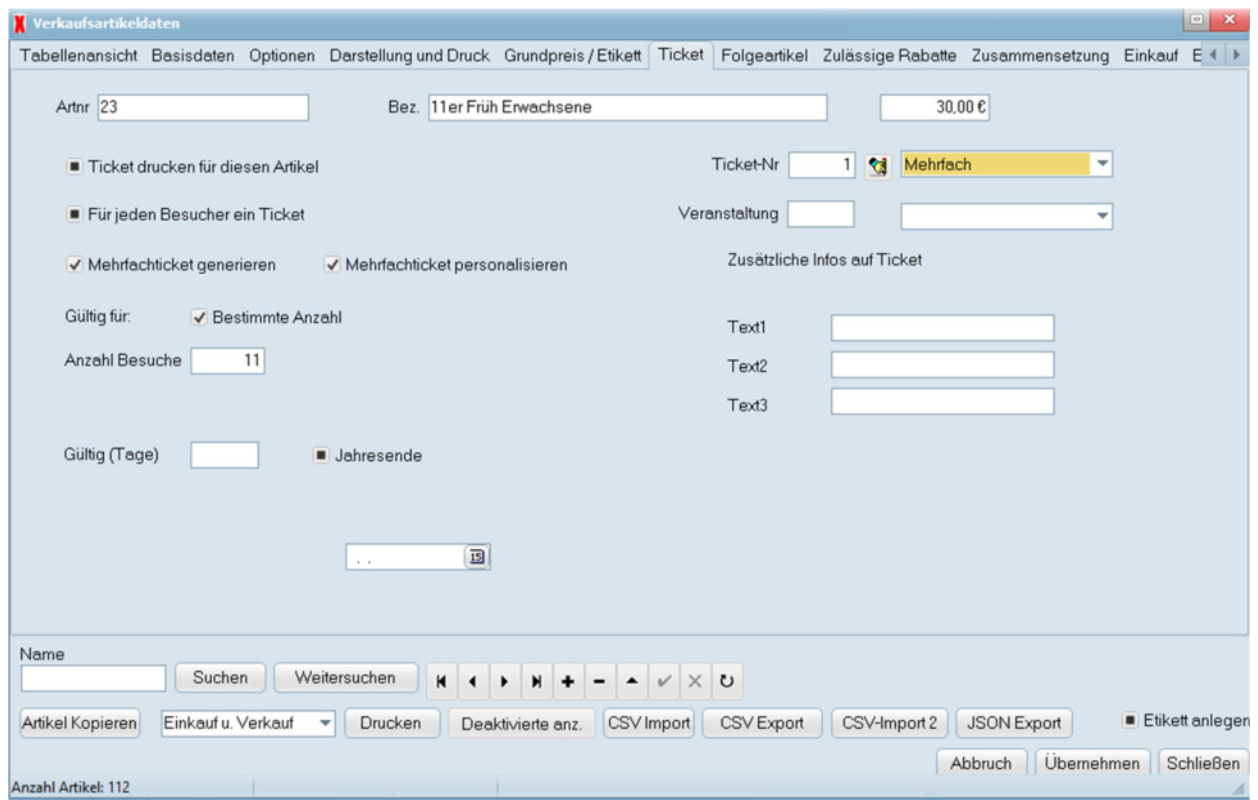 Verkaufsartikeldaten
Tabellenansicht Basisdaten Optionen Darstellung und Druck Grundpreis / Etikett Ticket Folgeartikel Zulässige Rabatte Zusammensetzung Einkauf E
Artnr 23 Bez. 11er Früh Erwachsene 30,00 €
Ticket drucken für diesen Artikel Ticket-Nr 1 Mehrfach
Für jeden Besucher ein Ticket Veranstaltung
Mehrfachticket generieren Mehrfachticket personalisieren Zusätzliche Infos auf Ticket
Gültig für: Bestimmte Anzahl
Text1
Anzahl Besuche 11
Text2
Text3
Gültig (Tage) Jahresende
. . 15
Name
Suchen Weitersuchen
Artikel Kopieren Einkauf u. Verkauf Drucken Deaktivierte anz. CSV Import CSV Export CSV-Import 2 JSON Export Etikett anlegen
Abbruch Übernehmen Schließen
Anzahl Artikel: 112